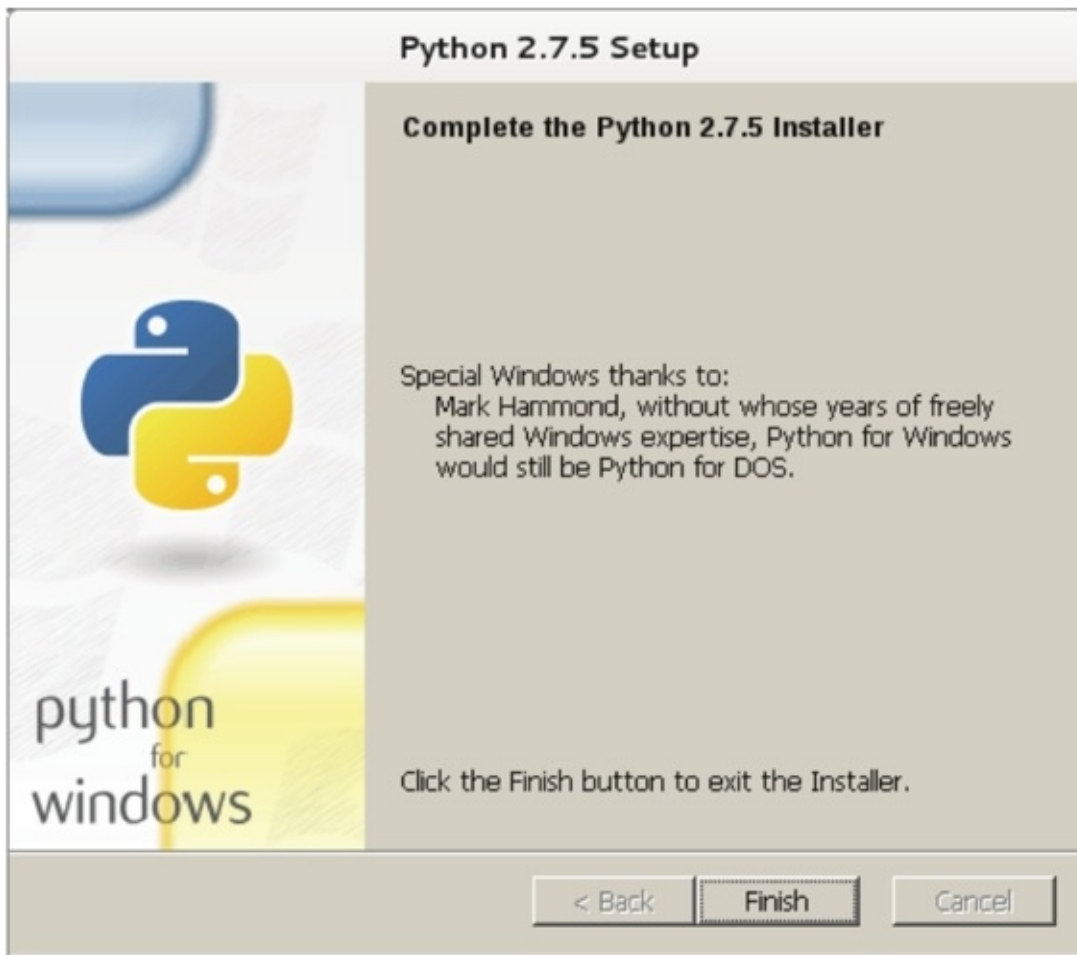 Python 2.7.5 Setup
Complete the Python 2.7.5 Installer
Special Windows thanks to:
Mark Hammond, without whose years of freely
shared Windows expertise, Python for Windows
would still be Python for DOS.
python
for
windows
Click the Finish button to exit the Installer.
< Back
Finish
Cancel